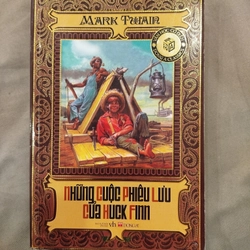 MARK TWAIN
NHỮNG CUỘC PHIÊU LƯU
CỦA HUCK FINN